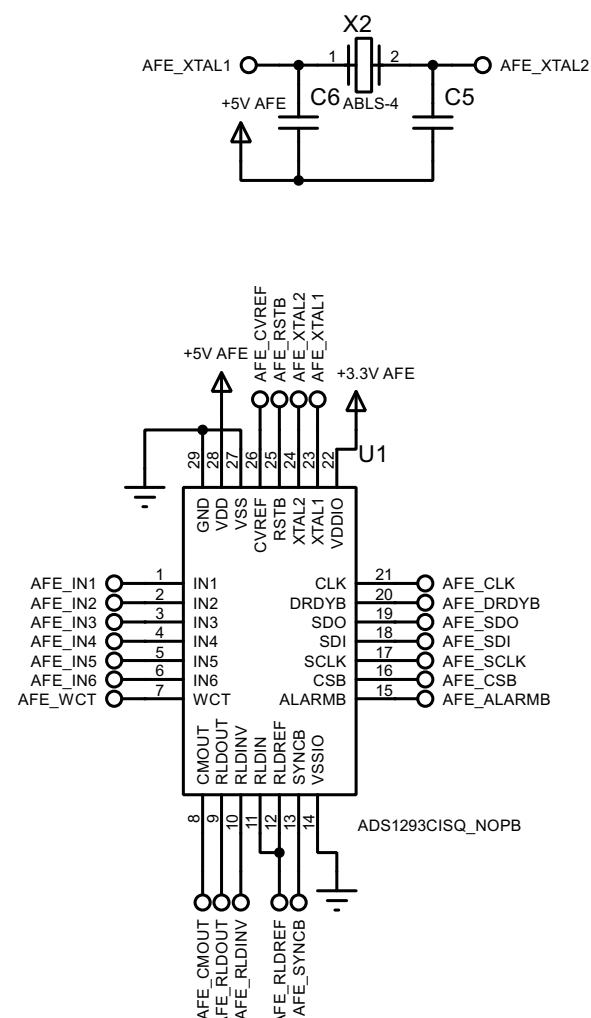 X2
AFE_XTAL1
1
2
AFE_XTAL2
+5V AFE
C6
ABLS-4
C5
AFE_CVREF
AFE_RSTB
AFE_XTAL2
AFE_XTAL1
+5V AFE
+3.3V AFE
29
28
27
26
25
24
23
22
U1
GND
VDD
VSS
CVREF
RSTB
XTAL2
XTAL1
VDDIO
AFE_IN1 1 IN1
AFE_IN2 2 IN2
AFE_IN3 3 IN3
AFE_IN4 4 IN4
AFE_IN5 5 IN5
AFE_IN6 6 IN6
AFE_WCT 7 WCT
CLK 21 AFE_CLK
DRDYB 20 AFE_DRDYB
SDO 19 AFE_SDO
SDI 18 AFE_SDI
SCLK 17 AFE_SCLK
CSB 16 AFE_CSB
ALARMB 15 AFE_ALARMB
CMOUT
RLDOUT
RLDINV
RLDIN
RLDREF
SYNCB
VSSIO
8
9
10
11
12
13
14
ADS1293CISQ_NOPB
AFE_CMOUT
AFE_RLDOUT
AFE_RLDINV
AFE_RLDREF
AFE_SYNCB